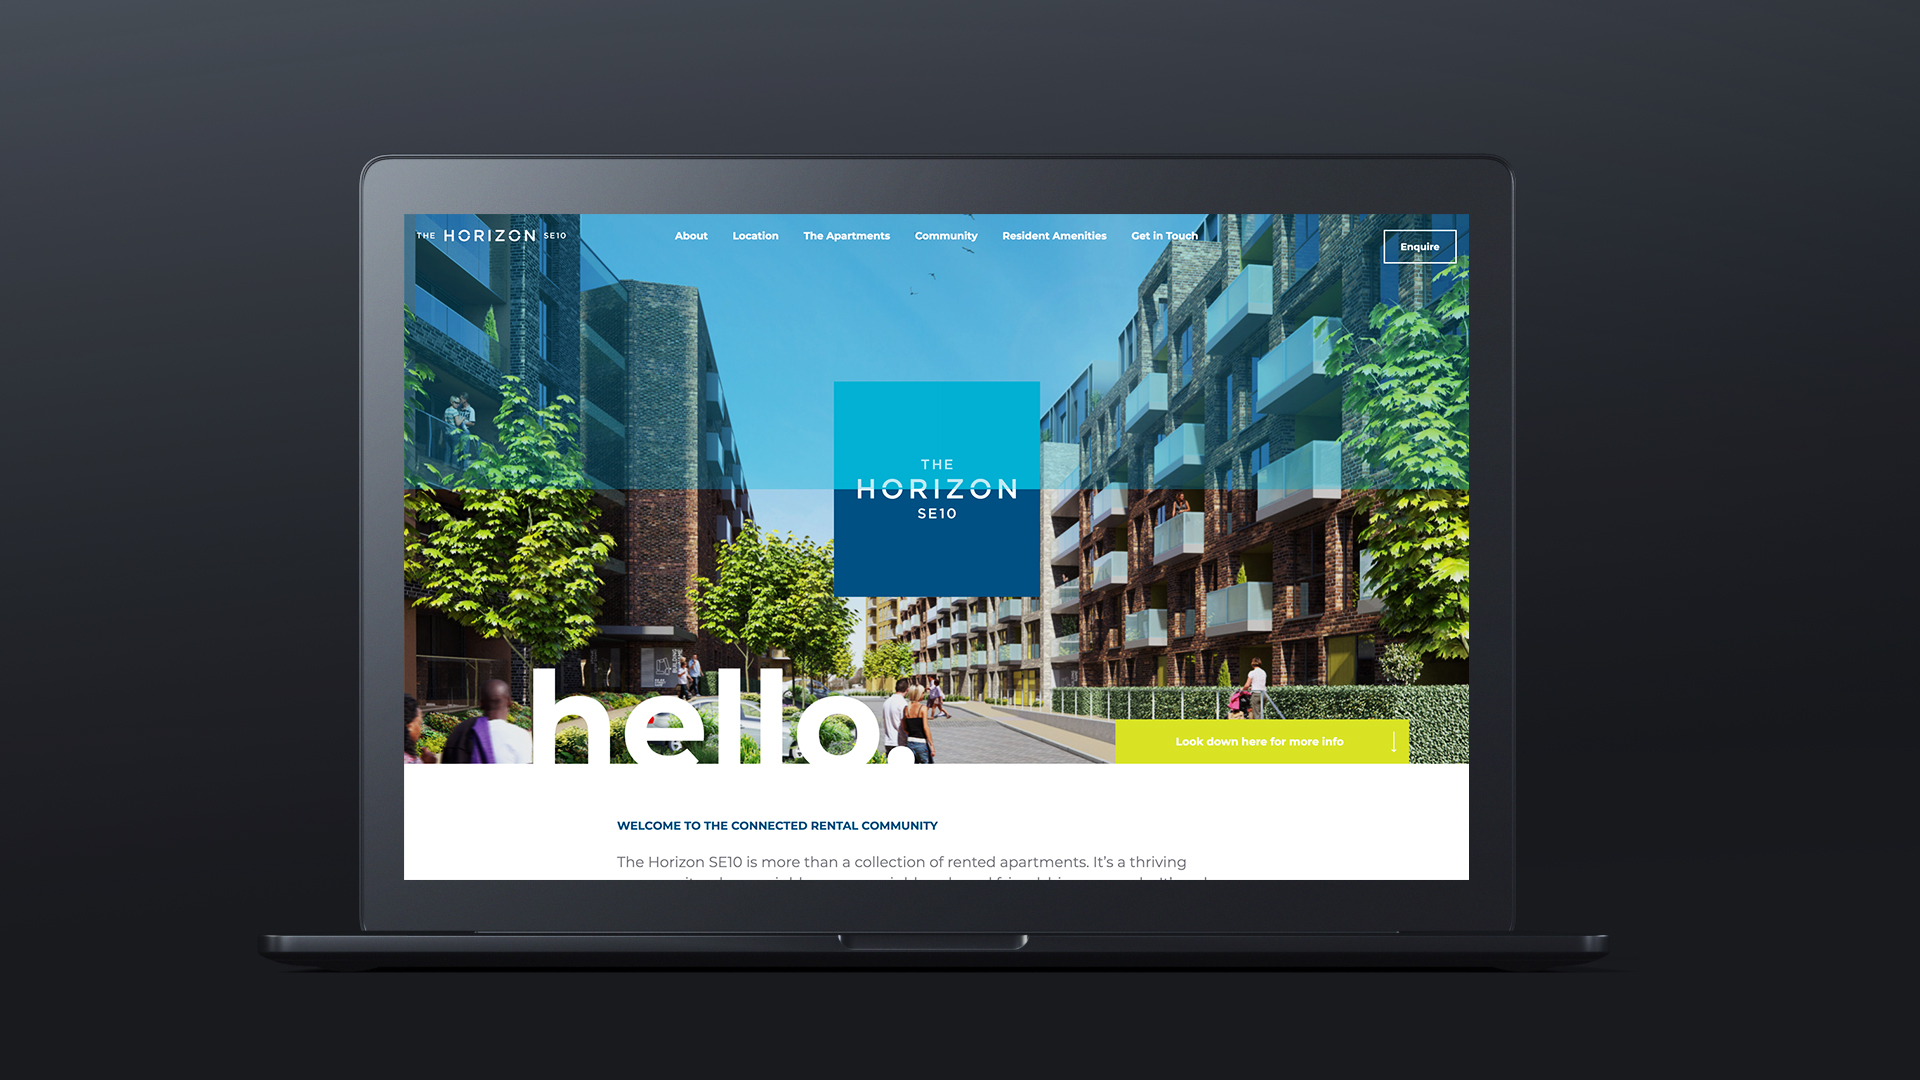 THE HORIZON SE10
About Location The Apartments Community Resident Amenities Get in Touch
Enquire
THE
HORIZON
SE10
hello.
Look down here for more info
WELCOME TO THE CONNECTED RENTAL COMMUNITY
The Horizon SE10 is more than a collection of rented apartments. It's a thriving